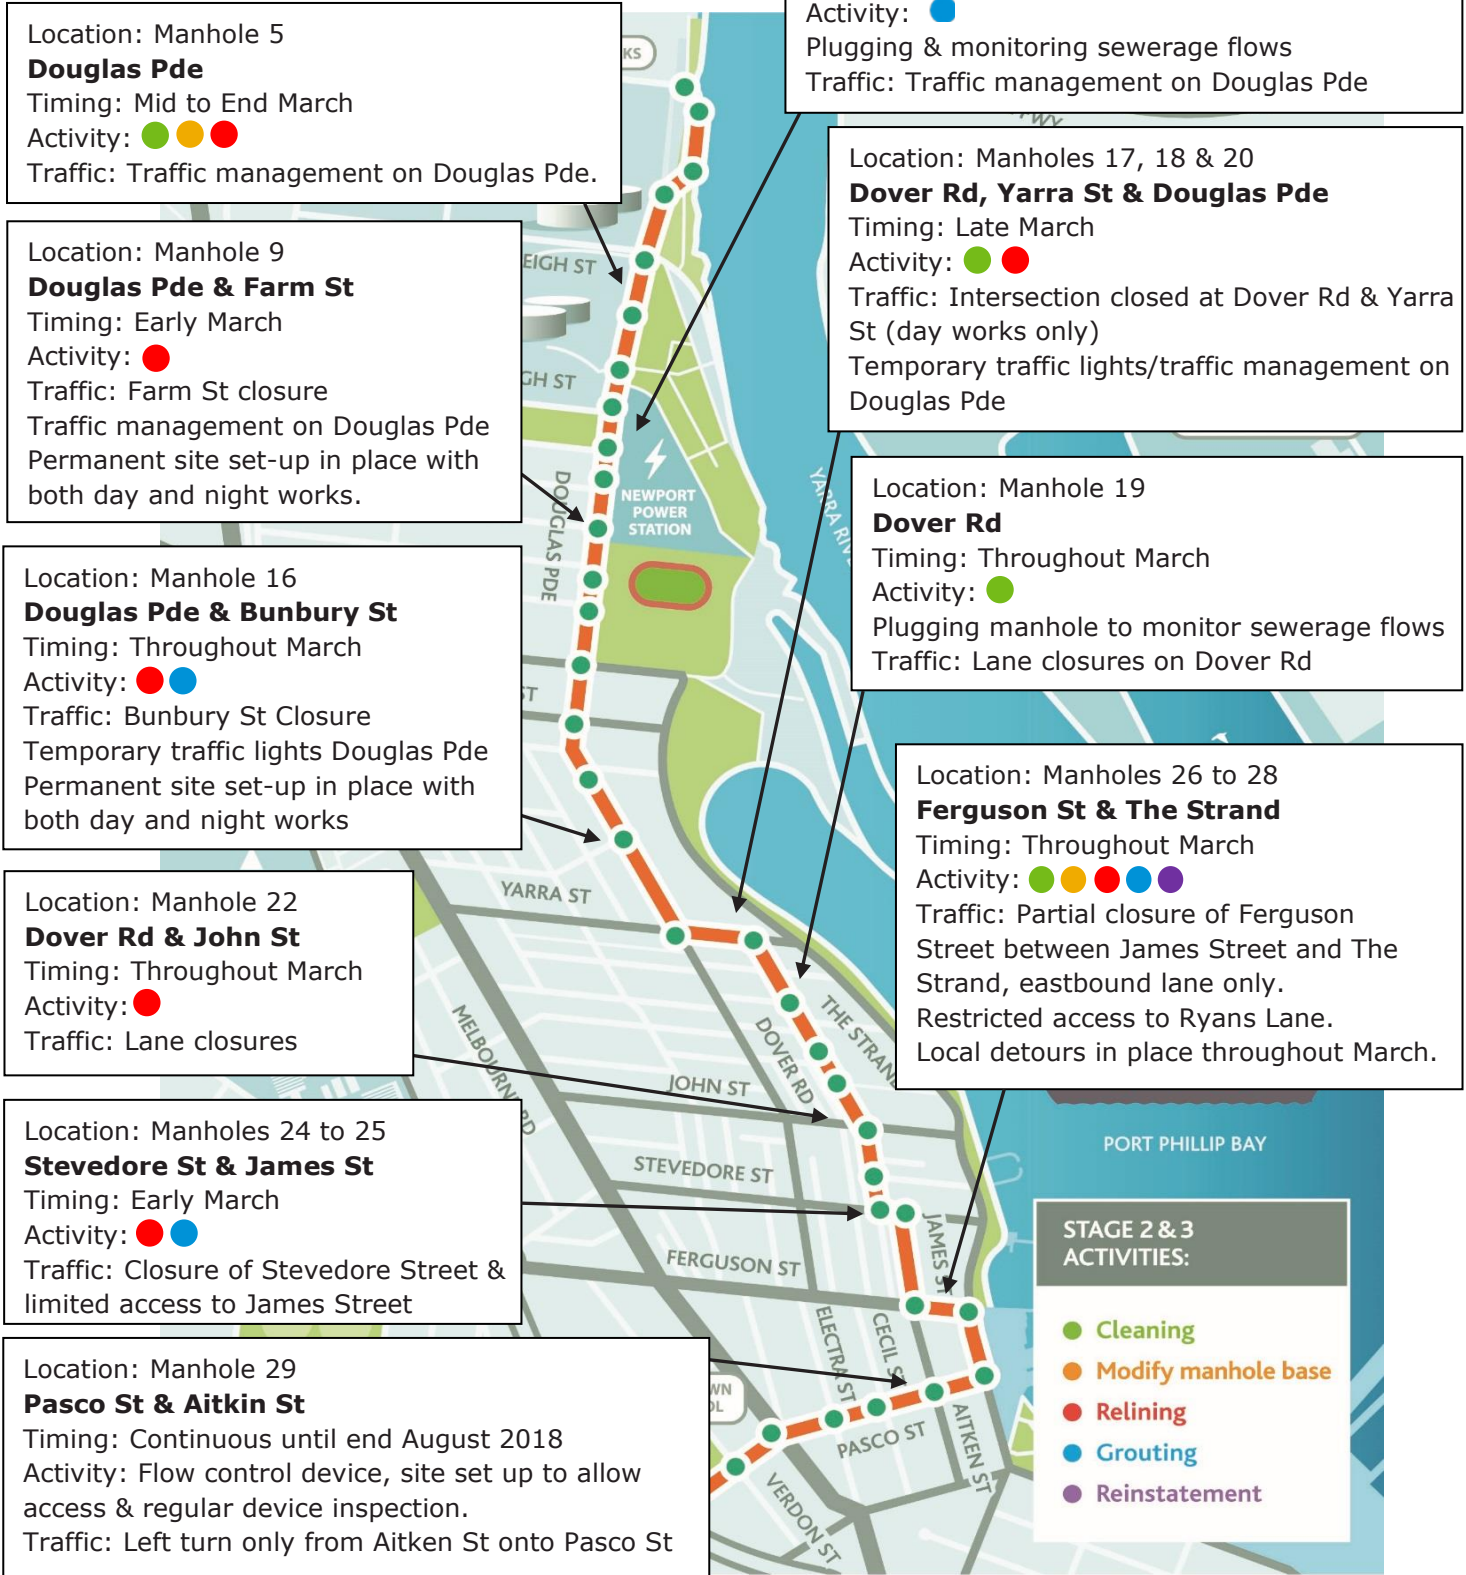 Location: Manhole 5
Douglas Pde
Timing: Mid to End March
Activity:
Traffic: Traffic management on Douglas Pde.
Activity:
Plugging & monitoring sewerage flows
Traffic: Traffic management on Douglas Pde
Location: Manholes 17, 18 & 20
Dover Rd, Yarra St & Douglas Pde
Timing: Late March
Activity:
Traffic: Intersection closed at Dover Rd & Yarra
St (day works only)
Temporary traffic lights/traffic management on
Douglas Pde
Location: Manhole 9
Douglas Pde & Farm St
Timing: Early March
Activity:
Traffic: Farm St closure
Traffic management on Douglas Pde
Permanent site set-up in place with
both day and night works.
Location: Manhole 19
Dover Rd
Timing: Throughout March
Activity:
Plugging manhole to monitor sewerage flows
Traffic: Lane closures on Dover Rd
Location: Manhole 16
Douglas Pde & Bunbury St
Timing: Throughout March
Activity:
Traffic: Bunbury St Closure
Temporary traffic lights Douglas Pde
Permanent site set-up in place with
both day and night works
Location: Manholes 26 to 28
Ferguson St & The Strand
Timing: Throughout March
Activity:
Traffic: Partial closure of Ferguson
Street between James Street and The
Strand, eastbound lane only.
Restricted access to Ryans Lane.
Local detours in place throughout March.
Location: Manhole 22
Dover Rd & John St
Timing: Throughout March
Activity:
Traffic: Lane closures
Location: Manholes 24 to 25
Stevedore St & James St
Timing: Early March
Activity:
Traffic: Closure of Stevedore Street &
limited access to James Street
Location: Manhole 29
Pasco St & Aitkin St
Timing: Continuous until end August 2018
Activity: Flow control device, site set up to allow
access & regular device inspection.
Traffic: Left turn only from Aitken St onto Pasco St
KS
WY
EIGH ST
GH ST
DOUGLAS PDE
NEWPORT
POWER
STATION
YARRA RIV
ST
YARRA ST
MELBOURNE RD
THE STRAND
DOVER RD
JOHN ST
STEVEDORE ST
JAMES ST
FERGUSON ST
ELECTRA ST
CECIL ST
WN
OL
PASCO ST
AITKEN ST
VERDON ST
PORT PHILLIP BAY
STAGE 2 & 3
ACTIVITIES:
Cleaning
Modify manhole base
Relining
Grouting
Reinstatement